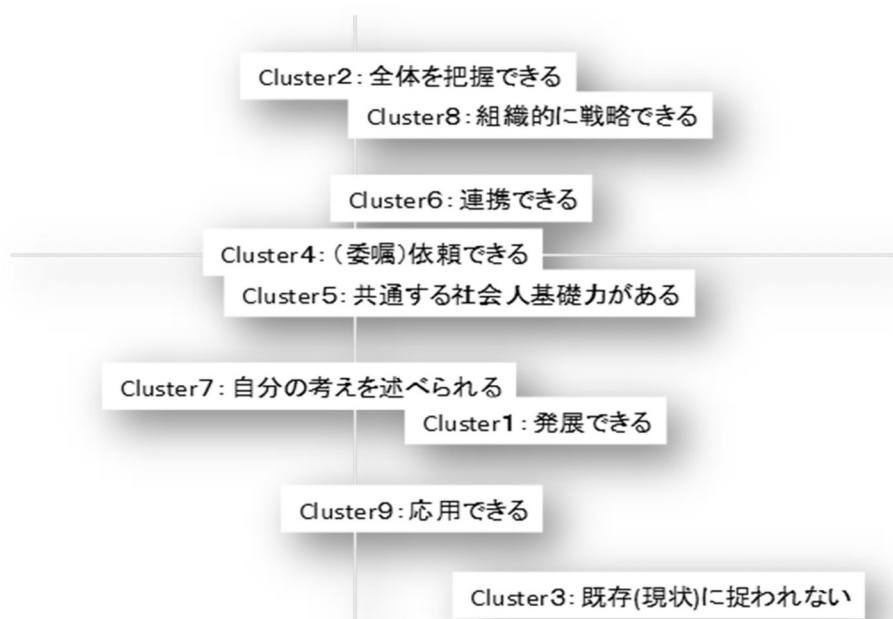 Cluster2：全体を把握できる
Cluster8：組織的に戦略できる
Cluster6：連携できる
Cluster4：（委嘱）依頼できる
Cluster5：共通する社会人基礎力がある
Cluster7：自分の考えを述べられる
Cluster1：発展できる
Cluster9：応用できる
Cluster3：既存(現状)に捉われない